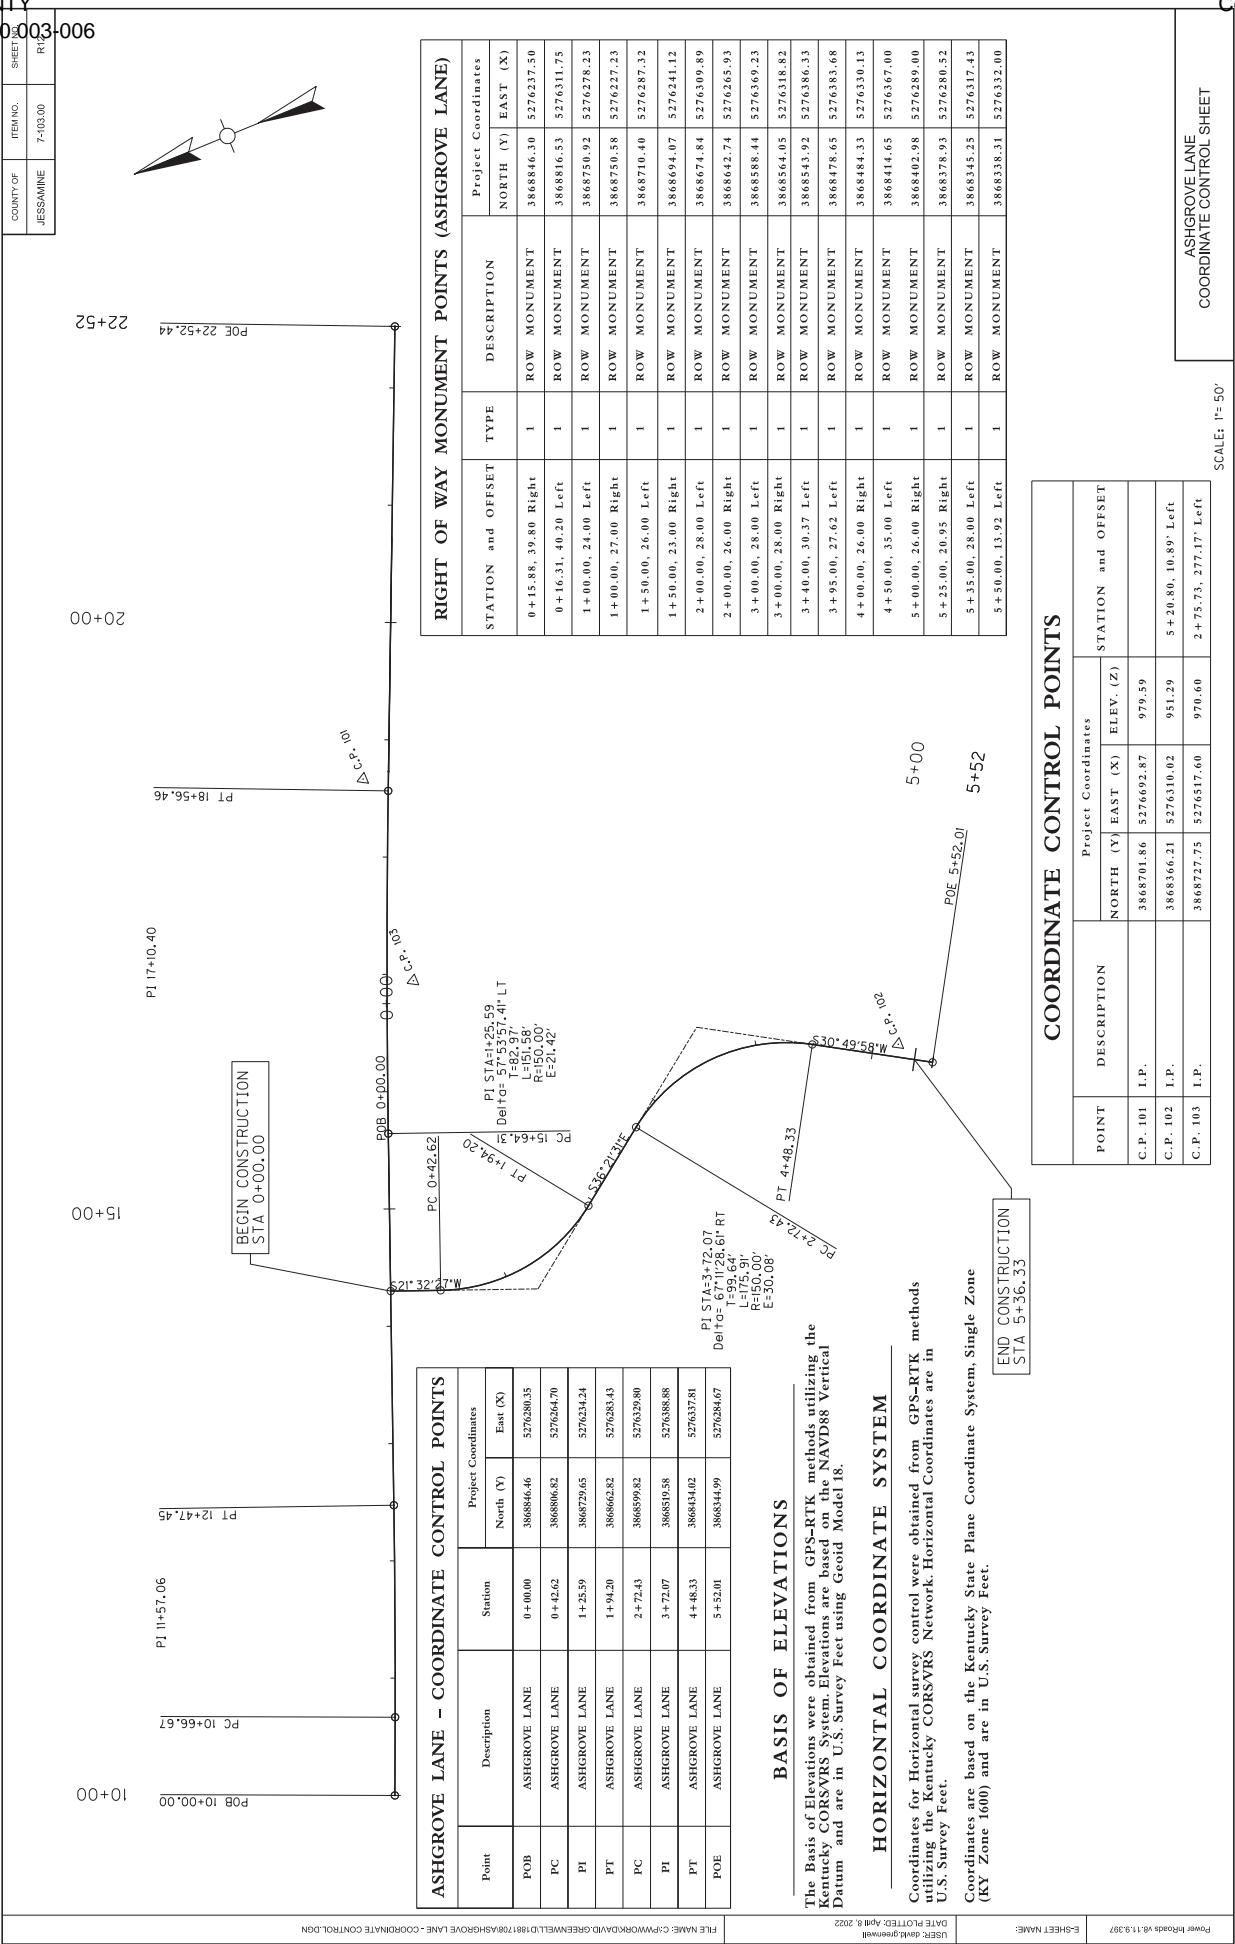 NTY
0 003-006
C
COUNTY OF
ITEM NO.
SHEET NO.
JESSAMINE
7-103.00
R12
10+00
15+00
20+00
22+52
POB 10+00.00
PC 10+66.67
PI 11+57.06
PT 12+47.45
PC 15+64.31
PI 17+10.40
PT 18+56.46
POE 22+52.44
BEGIN CONSTRUCTION
STA 0+00.00
POB 0+00.00
0+00
C.P. 103
C.P. 101
S21°32'27"W
PC 0+42.62
PI STA=1+25.59
Delta= 57°53'57.41" LT
T=82.97'
L=151.58'
R=150.00'
E=21.42'
PT 1+94.20
S36°21'31"E
PC 2+72.43
PI STA=3+72.07
Delta= 67°11'28.61" RT
T=99.64'
L=175.91'
R=150.00'
E=30.08'
PT 4+48.33
S30°49'58"W
C.P. 102
POE 5+52.01
5+00
5+52
END CONSTRUCTION
STA 5+36.33
ASHGROVE LANE – COORDINATE CONTROL POINTS
Point Description Station Project Coordinates
North (Y) East (X)
POB ASHGROVE LANE 0+00.00 3868846.46 5276280.35
PC ASHGROVE LANE 0+42.62 3868806.82 5276264.70
PI ASHGROVE LANE 1+25.59 3868729.65 5276234.24
PT ASHGROVE LANE 1+94.20 3868662.82 5276283.43
PC ASHGROVE LANE 2+72.43 3868599.82 5276329.80
PI ASHGROVE LANE 3+72.07 3868519.58 5276388.88
PT ASHGROVE LANE 4+48.33 3868434.02 5276337.81
POE ASHGROVE LANE 5+52.01 3868344.99 5276284.67
RIGHT OF WAY MONUMENT POINTS (ASHGROVE LANE)
STATION and OFFSET TYPE DESCRIPTION Project Coordinates
NORTH (Y) EAST (X)
0+15.88, 39.80 Right 1 ROW MONUMENT 3868846.30 5276237.50
0+16.31, 40.20 Left 1 ROW MONUMENT 3868816.53 5276311.75
1+00.00, 24.00 Left 1 ROW MONUMENT 3868750.92 5276278.23
1+00.00, 27.00 Right 1 ROW MONUMENT 3868750.58 5276227.23
1+50.00, 26.00 Left 1 ROW MONUMENT 3868710.40 5276287.32
1+50.00, 23.00 Right 1 ROW MONUMENT 3868694.07 5276241.12
2+00.00, 28.00 Left 1 ROW MONUMENT 3868674.84 5276309.89
2+00.00, 26.00 Right 1 ROW MONUMENT 3868642.74 5276265.93
3+00.00, 28.00 Left 1 ROW MONUMENT 3868588.44 5276369.23
3+00.00, 28.00 Right 1 ROW MONUMENT 3868564.05 5276318.82
3+40.00, 30.37 Left 1 ROW MONUMENT 3868543.92 5276386.33
3+95.00, 27.62 Left 1 ROW MONUMENT 3868478.65 5276383.68
4+00.00, 26.00 Right 1 ROW MONUMENT 3868484.33 5276330.13
4+50.00, 35.00 Left 1 ROW MONUMENT 3868414.65 5276367.00
5+00.00, 26.00 Right 1 ROW MONUMENT 3868402.98 5276289.00
5+25.00, 20.95 Right 1 ROW MONUMENT 3868378.93 5276280.52
5+35.00, 28.00 Left 1 ROW MONUMENT 3868345.25 5276317.43
5+50.00, 13.92 Left 1 ROW MONUMENT 3868338.31 5276332.00
BASIS OF ELEVATIONS
The Basis of Elevations were obtained from GPS–RTK methods utilizing the
Kentucky CORS/VRS System. Elevations are based on the NAVD88 Vertical
Datum and are in U.S. Survey Feet using Geoid Model 18.
HORIZONTAL COORDINATE SYSTEM
Coordinates for Horizontal survey control were obtained from GPS–RTK methods
utilizing the Kentucky CORS/VRS Network. Horizontal Coordinates are in
U.S. Survey Feet.
Coordinates are based on the Kentucky State Plane Coordinate System, Single Zone
(KY Zone 1600) and are in U.S. Survey Feet.
COORDINATE CONTROL POINTS
POINT DESCRIPTION Project Coordinates STATION and OFFSET
NORTH (Y) EAST (X) ELEV. (Z)
C.P. 101 I.P. 3868701.86 5276692.87 979.59
C.P. 102 I.P. 3868366.21 5276310.02 951.29 5+20.80, 10.89' Left
C.P. 103 I.P. 3868727.75 5276517.60 970.60 2+75.73, 277.17' Left
SCALE: 1"= 50'
ASHGROVE LANE
COORDINATE CONTROL SHEET
FILE NAME: C:\PWWORK\DAVID.GREENWELL\D1881708\ASHGROVE LANE - COORDINATE CONTROL.DGN
USER: david.greenwell
DATE PLOTTED: April 8, 2022
E-SHEET NAME:
Power InRoads v8.11.9.397